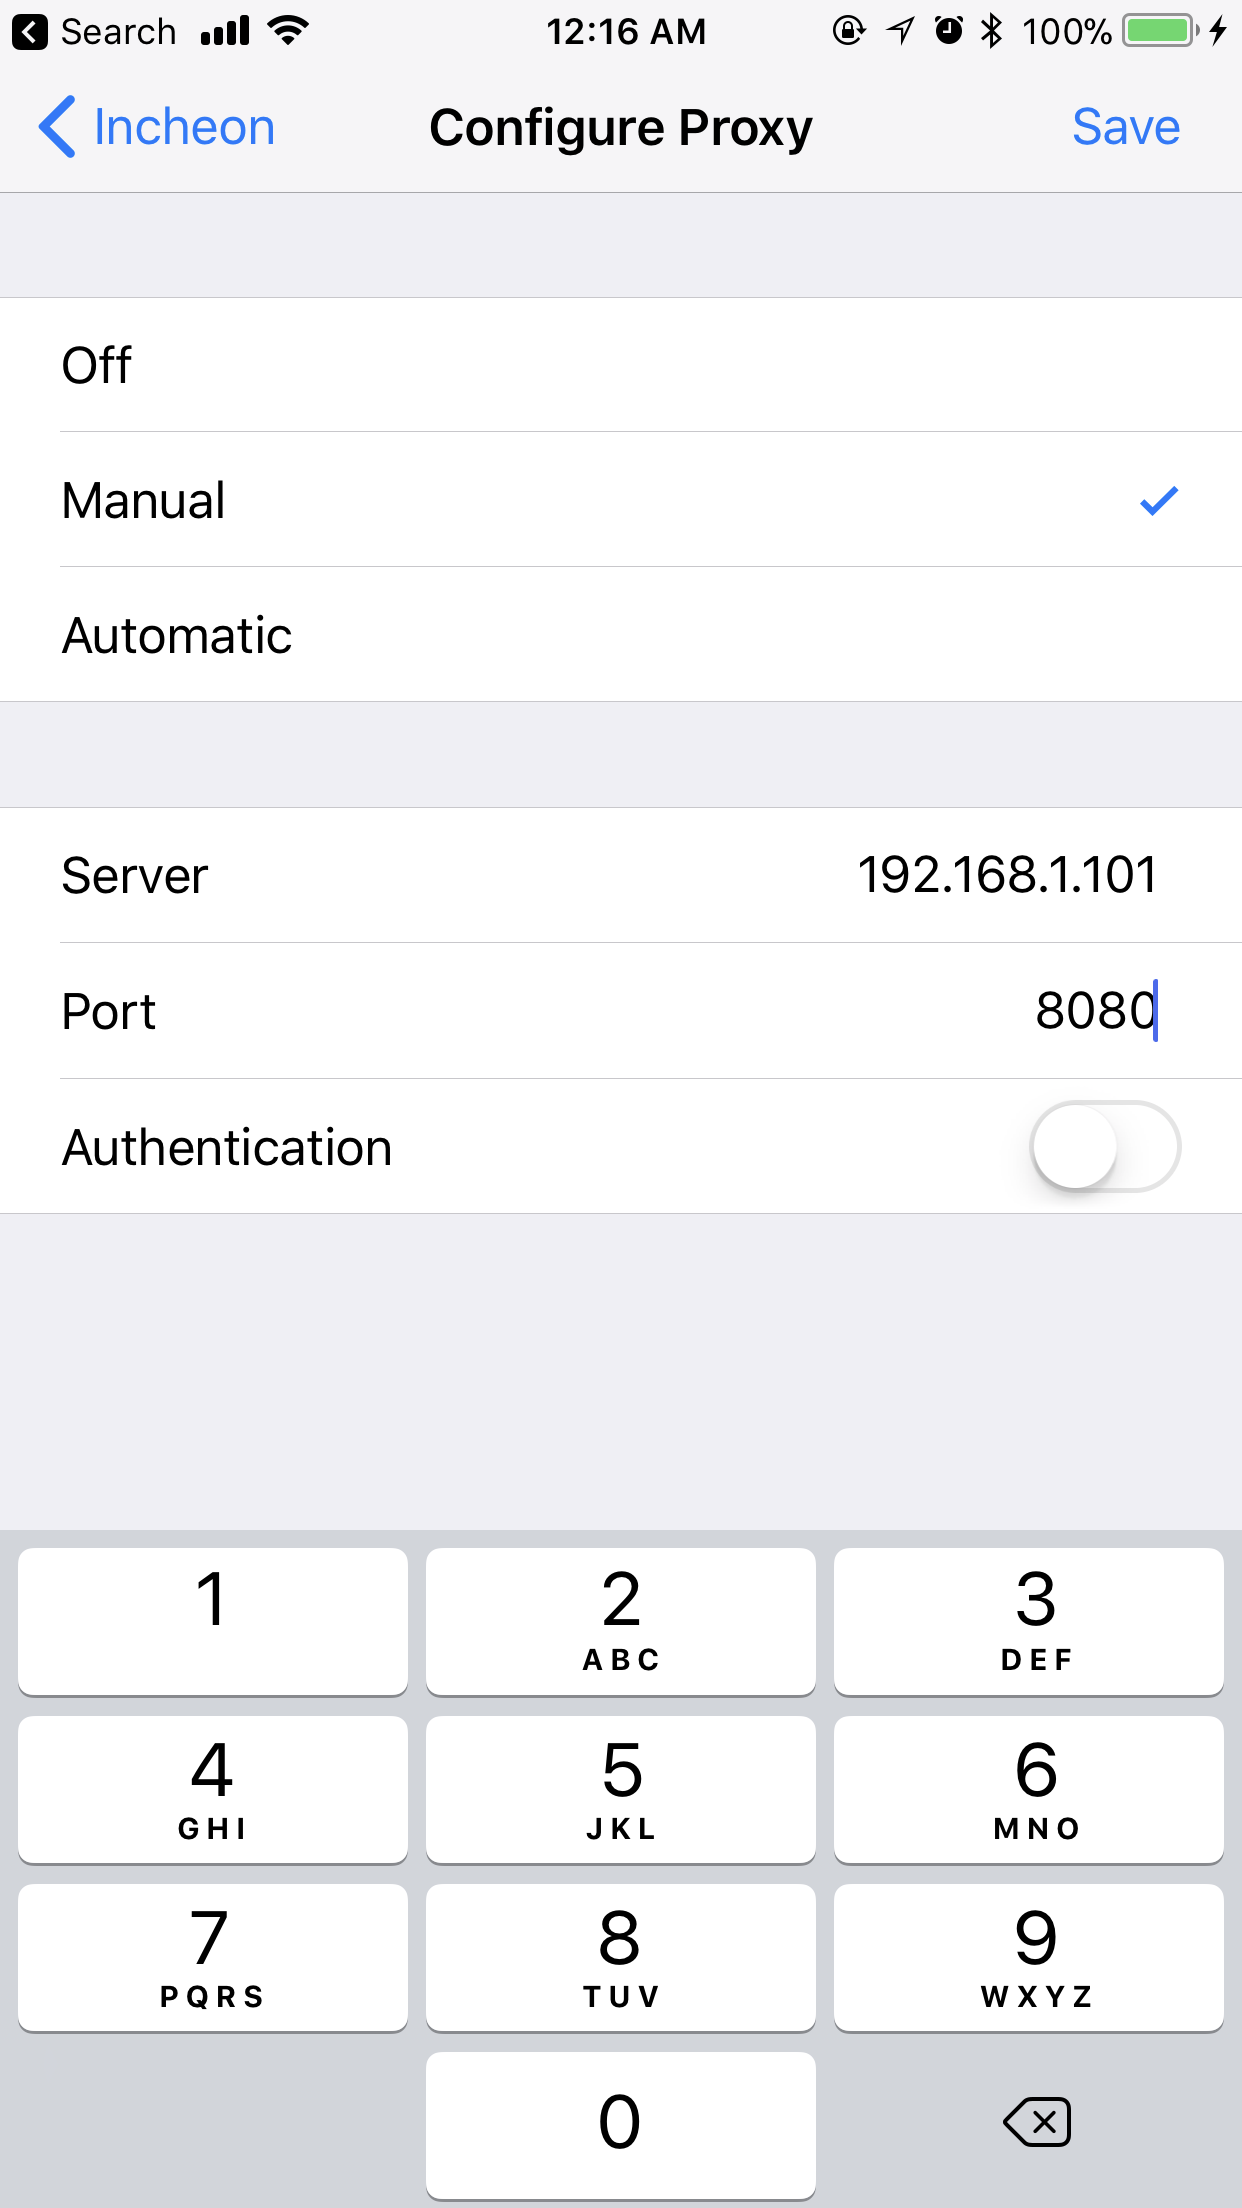 Search 12:16 AM 100%
Incheon Configure Proxy Save
Off
Manual
Automatic
Server 192.168.1.101
Port 8080
Authentication
1 2 3
ABC DEF
4 5 6
GHI JKL MNO
7 8 9
PQRS TUV WXYZ
0